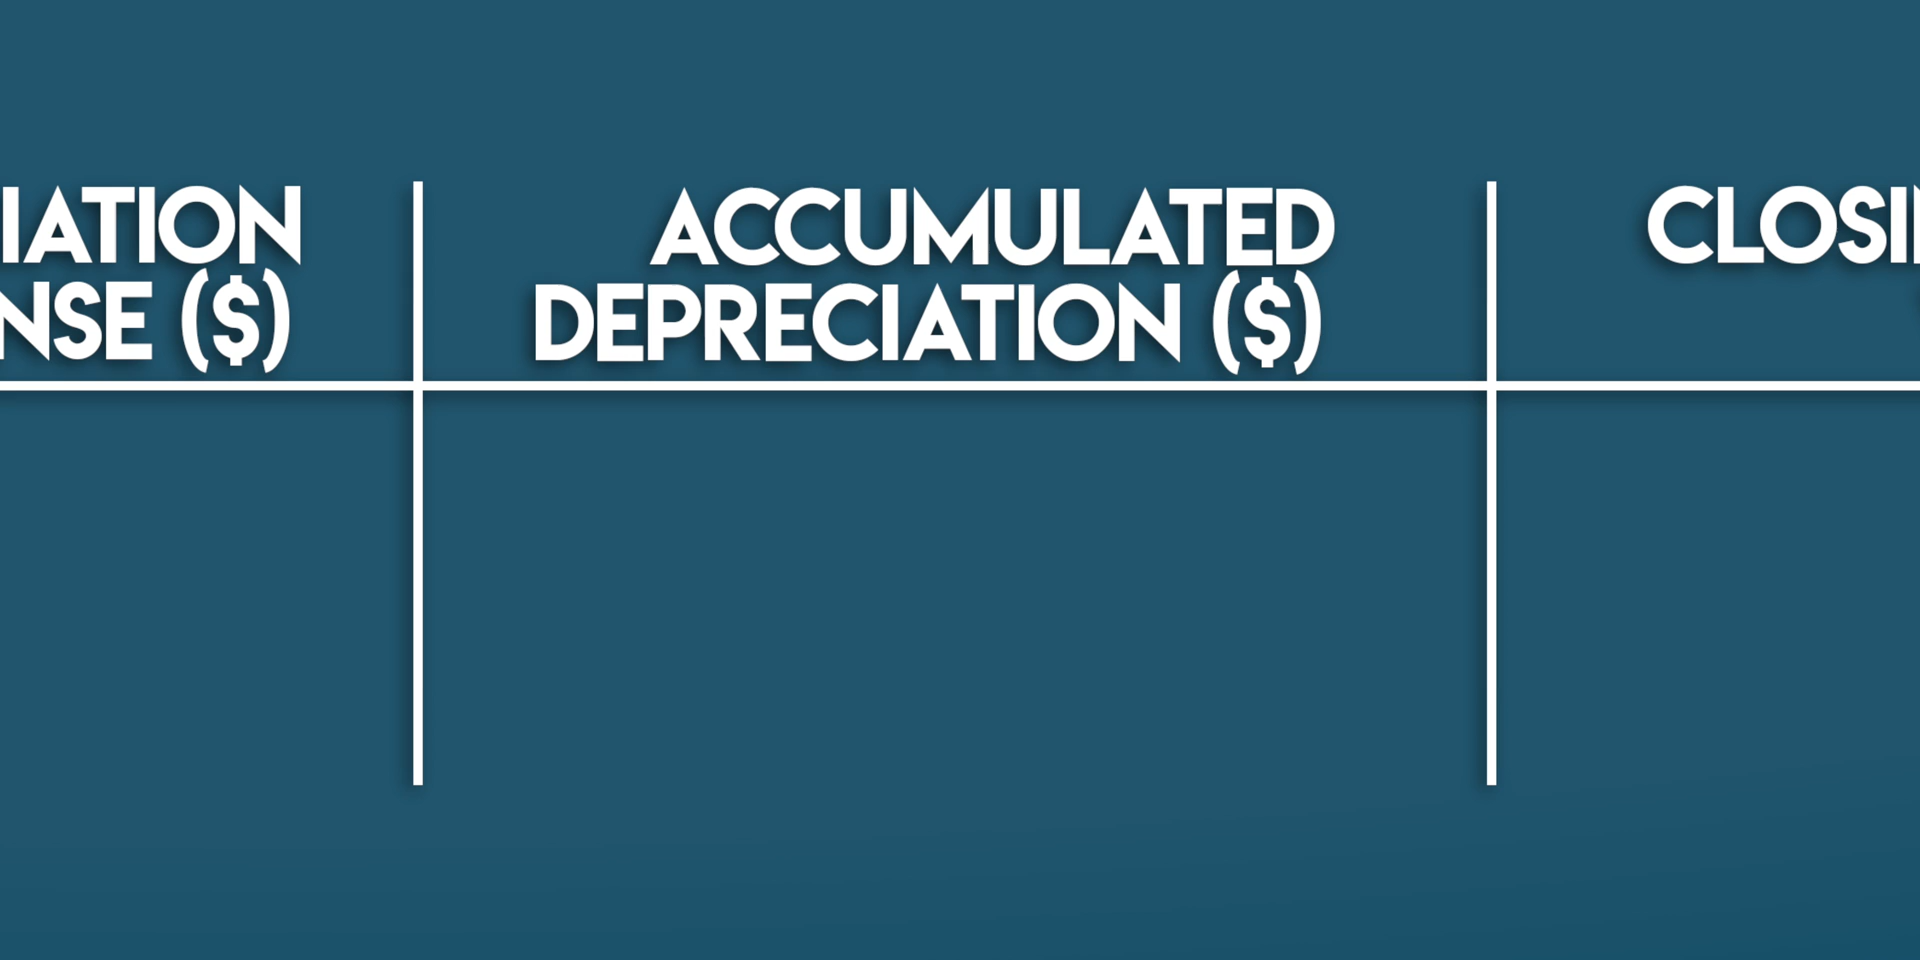 IATION
NSE ($)
ACCUMULATED
DEPRECIATION ($)
CLOSI